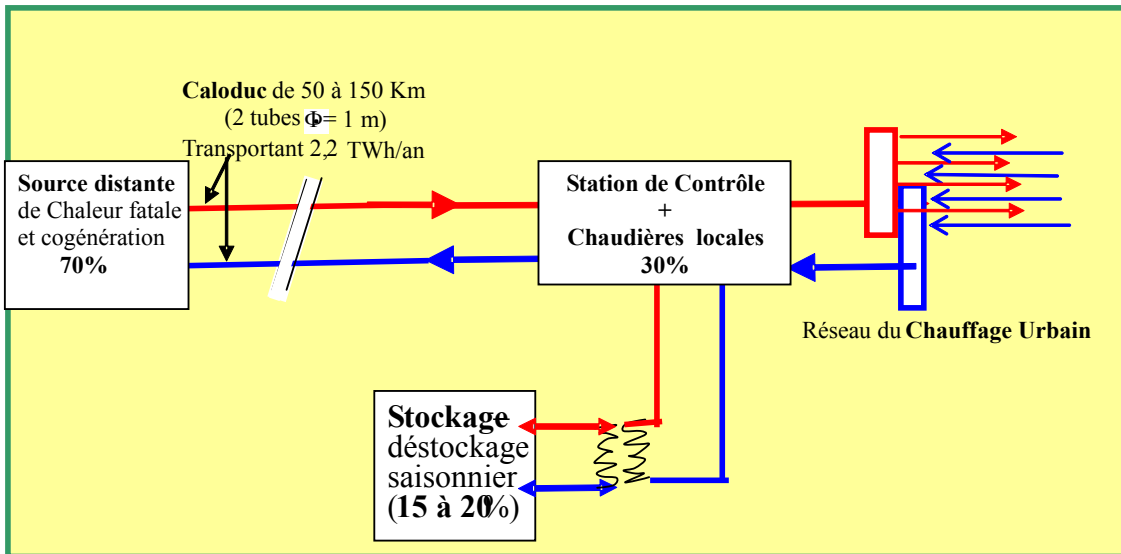 Caloduc de 50 à 150 Km
(2 tubes Φ= 1 m)
Transportant 2,2 TWh/an
Source distante
de Chaleur fatale
et cogénération
70%
Station de Contrôle
+
Chaudières locales
30%
Réseau du Chauffage Urbain
Stockage
déstockage
saisonnier
(15 à 20%)